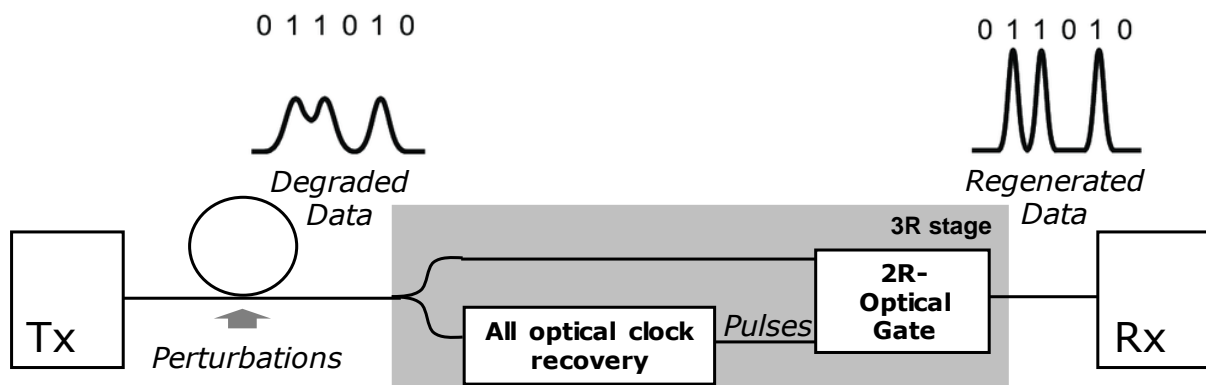 0 1 1 0 1 0
0 1 1 0 1 0
Degraded
Data
Regenerated
Data
3R stage
Tx
Perturbations
All optical clock
recovery
Pulses
2R-
Optical
Gate
Rx